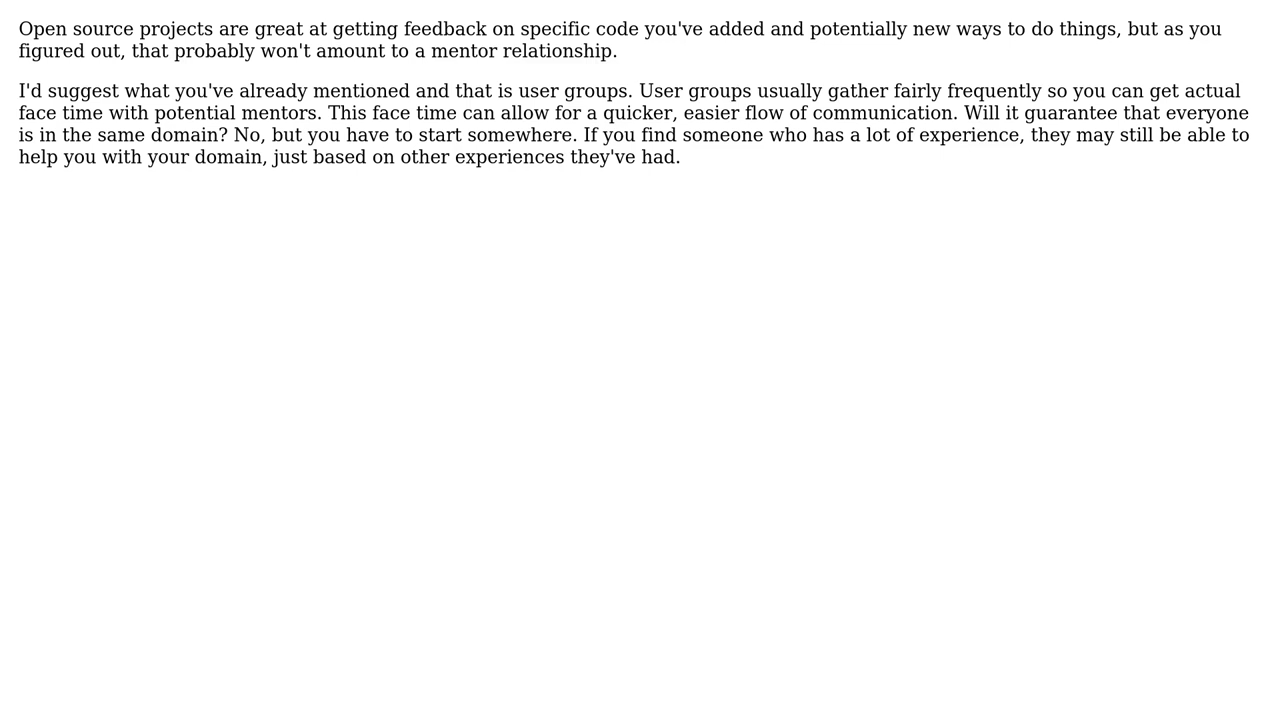 Open source projects are great at getting feedback on specific code you've added and potentially new ways to do things, but as you
figured out, that probably won't amount to a mentor relationship.
I'd suggest what you've already mentioned and that is user groups. User groups usually gather fairly frequently so you can get actual
face time with potential mentors. This face time can allow for a quicker, easier flow of communication. Will it guarantee that everyone
is in the same domain? No, but you have to start somewhere. If you find someone who has a lot of experience, they may still be able to
help you with your domain, just based on other experiences they've had.